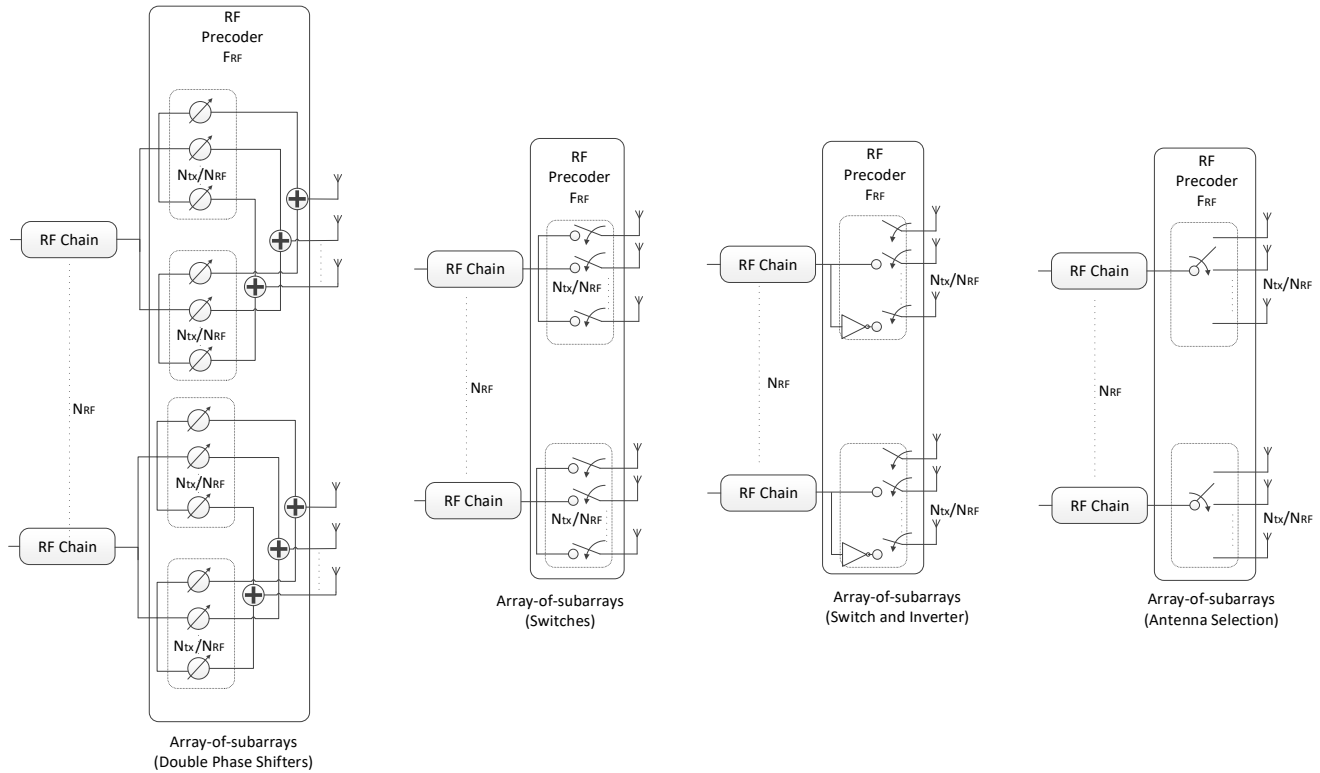 RF
Precoder
FRF
Ntx/NRF
RF Chain
Ntx/NRF
NRF
Ntx/NRF
RF Chain
Ntx/NRF
Array-of-subarrays
(Double Phase Shifters)
RF
Precoder
FRF
RF Chain
Ntx/NRF
NRF
RF Chain
Ntx/NRF
Array-of-subarrays
(Switches)
RF
Precoder
FRF
RF Chain
Ntx/NRF
NRF
RF Chain
Ntx/NRF
Array-of-subarrays
(Switch and Inverter)
RF
Precoder
FRF
RF Chain
Ntx/NRF
NRF
RF Chain
Ntx/NRF
Array-of-subarrays
(Antenna Selection)